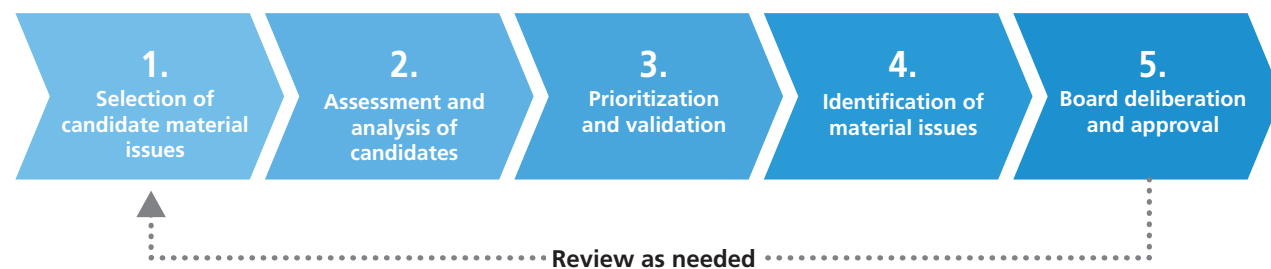 1.
Selection of
candidate material
issues
2.
Assessment and
analysis of
candidates
3.
Prioritization
and validation
4.
Identification of
material issues
5.
Board deliberation
and approval
Review as needed